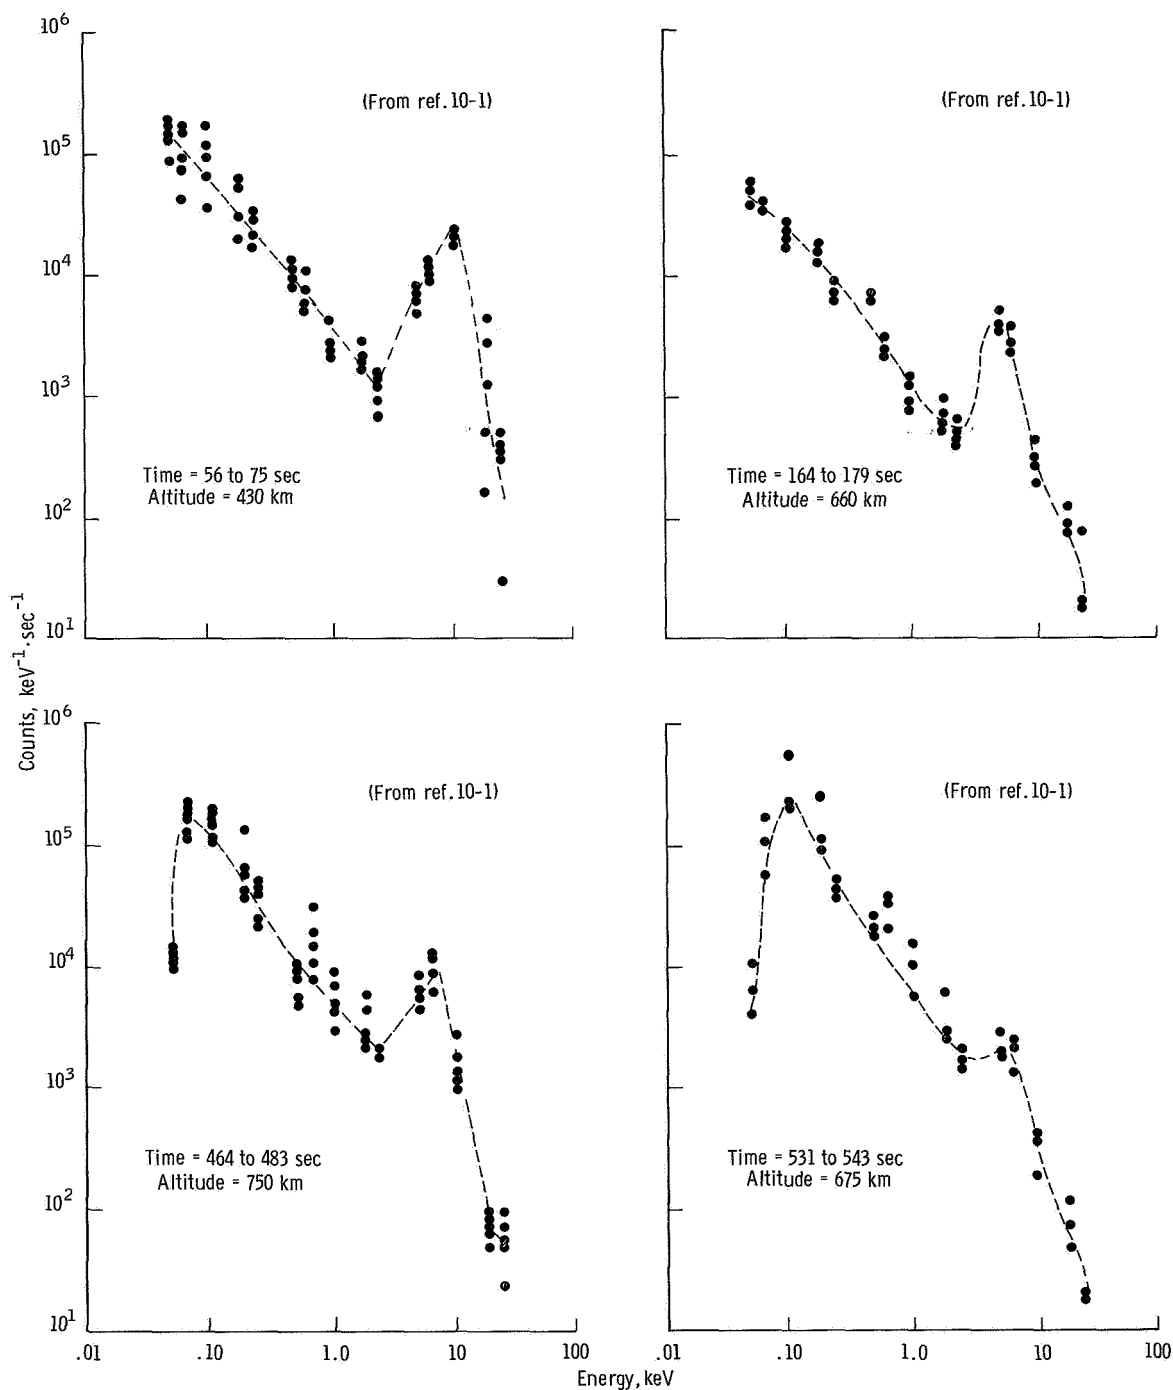 10^6
10^5
10^4
10^3
10^2
10^1
(From ref. 10-1)
Time = 56 to 75 sec
Altitude = 430 km
(From ref. 10-1)
Time = 164 to 179 sec
Altitude = 660 km
Counts, keV^-1·sec^-1
10^6
10^5
10^4
10^3
10^2
10^1
(From ref. 10-1)
Time = 464 to 483 sec
Altitude = 750 km
.01 .10 1.0 10 100
(From ref. 10-1)
Time = 531 to 543 sec
Altitude = 675 km
.01 .10 1.0 10 100
Energy, keV